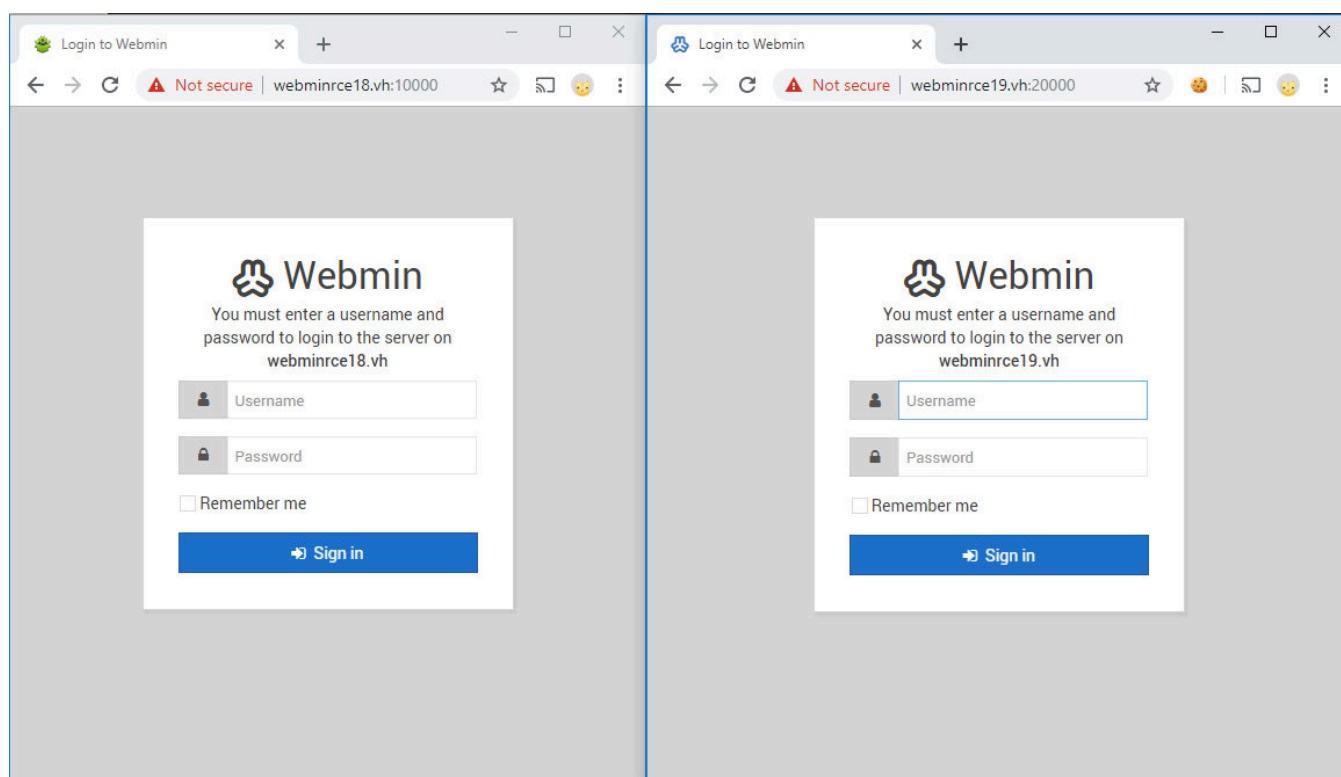 Login to Webmin
Not secure
webminrce18.vh:10000
Webmin
You must enter a username and
password to login to the server on
webminrce18.vh
Username
Password
Remember me
Sign in
Login to Webmin
Not secure
webminrce19.vh:20000
Webmin
You must enter a username and
password to login to the server on
webminrce19.vh
Username
Password
Remember me
Sign in